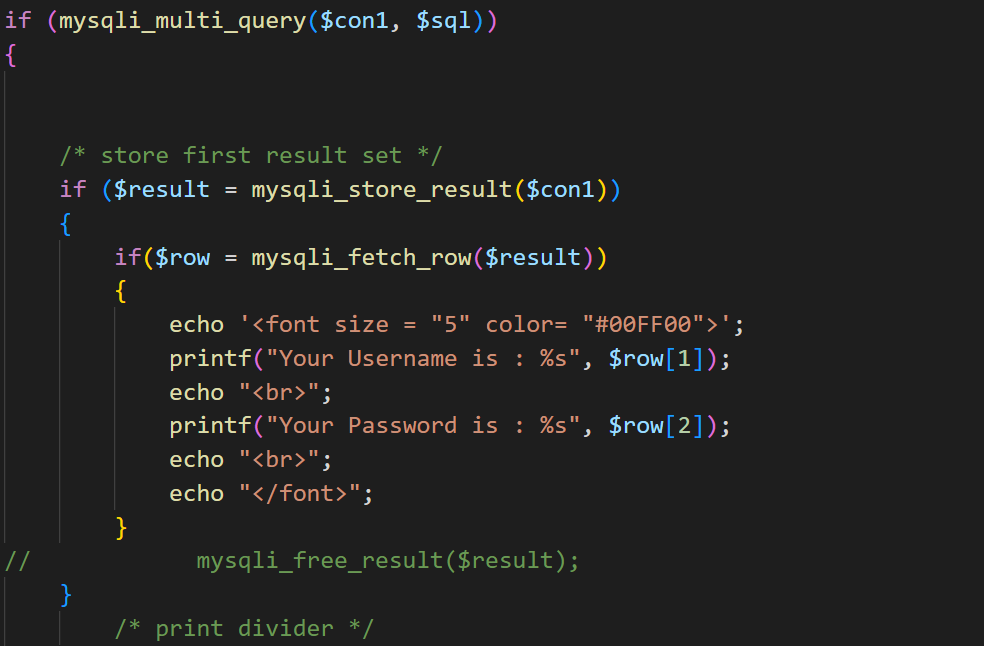 if (mysqli_multi_query($con1, $sql))
{
/* store first result set */
if ($result = mysqli_store_result($con1))
{
if($row = mysqli_fetch_row($result))
{
echo '<font size = "5" color= "#00FF00">';
printf("Your Username is : %s", $row[1]);
echo "<br>";
printf("Your Password is : %s", $row[2]);
echo "<br>";
echo "</font>";
}
//            mysqli_free_result($result);
}
/* print divider */